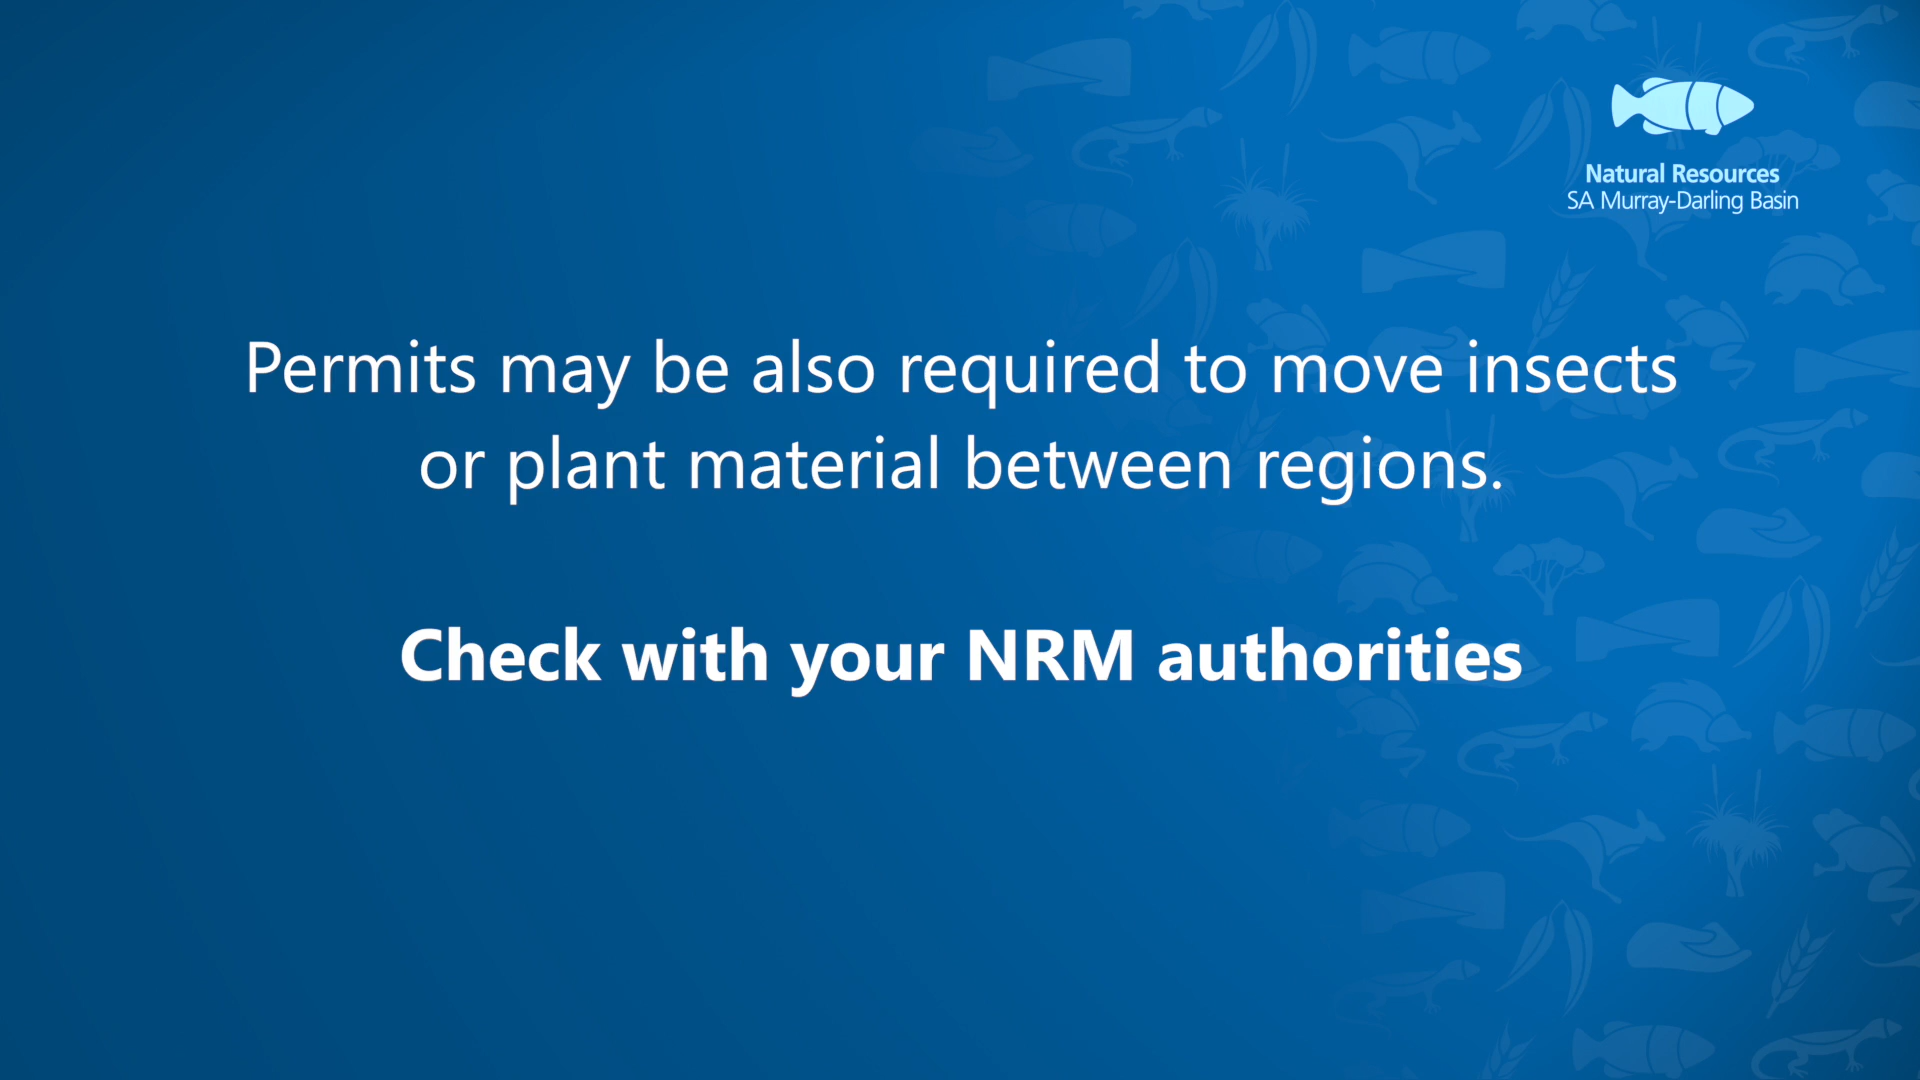 Natural Resources
SA Murray-Darling Basin
Permits may be also required to move insects
or plant material between regions.
Check with your NRM authorities